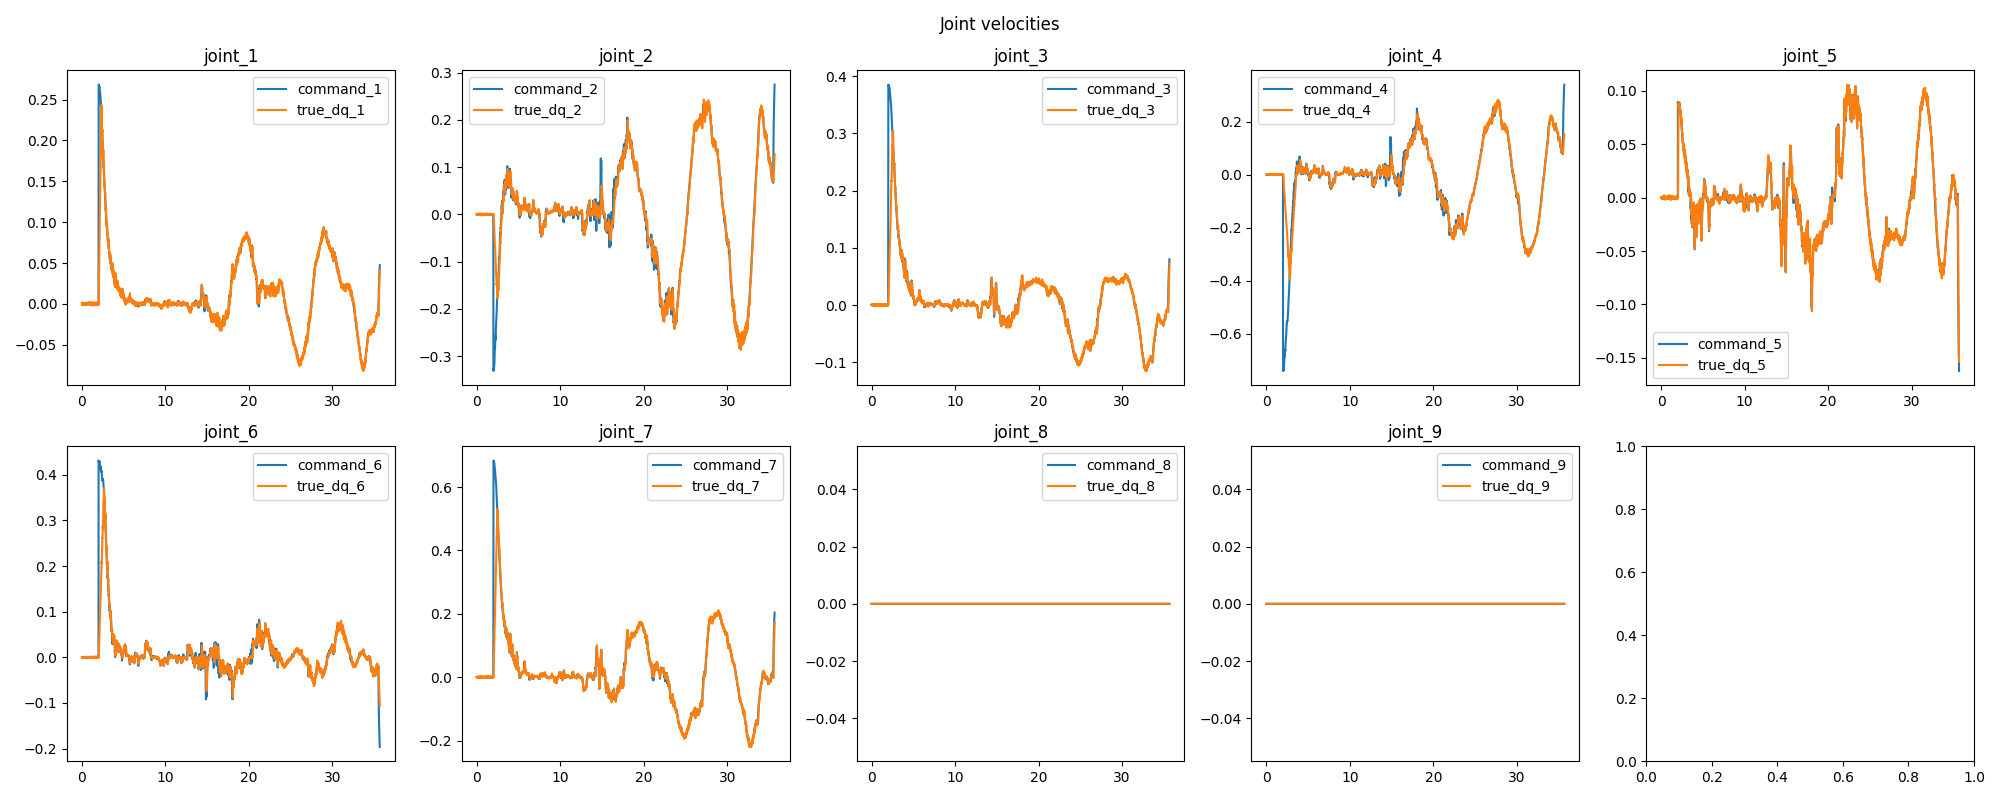 Joint velocities
joint_1
joint_2
joint_3
joint_4
joint_5
command_1
true_dq_1
command_2
true_dq_2
command_3
true_dq_3
command_4
true_dq_4
command_5
true_dq_5
0.25
0.20
0.15
0.10
0.05
0.00
−0.05
0 10 20 30
0.3
0.2
0.1
0.0
−0.1
−0.2
−0.3
0 10 20 30
0.4
0.3
0.2
0.1
0.0
−0.1
0 10 20 30
0.2
0.0
−0.2
−0.4
−0.6
0 10 20 30
0.10
0.05
0.00
−0.05
−0.10
−0.15
0 10 20 30
joint_6
joint_7
joint_8
joint_9
command_6
true_dq_6
command_7
true_dq_7
command_8
true_dq_8
command_9
true_dq_9
0.4
0.3
0.2
0.1
0.0
−0.1
−0.2
0 10 20 30
0.6
0.4
0.2
0.0
−0.2
0 10 20 30
0.04
0.02
0.00
−0.02
−0.04
0 10 20 30
0.04
0.02
0.00
−0.02
−0.04
0 10 20 30
1.0
0.8
0.6
0.4
0.2
0.0
0.0 0.2 0.4 0.6 0.8 1.0